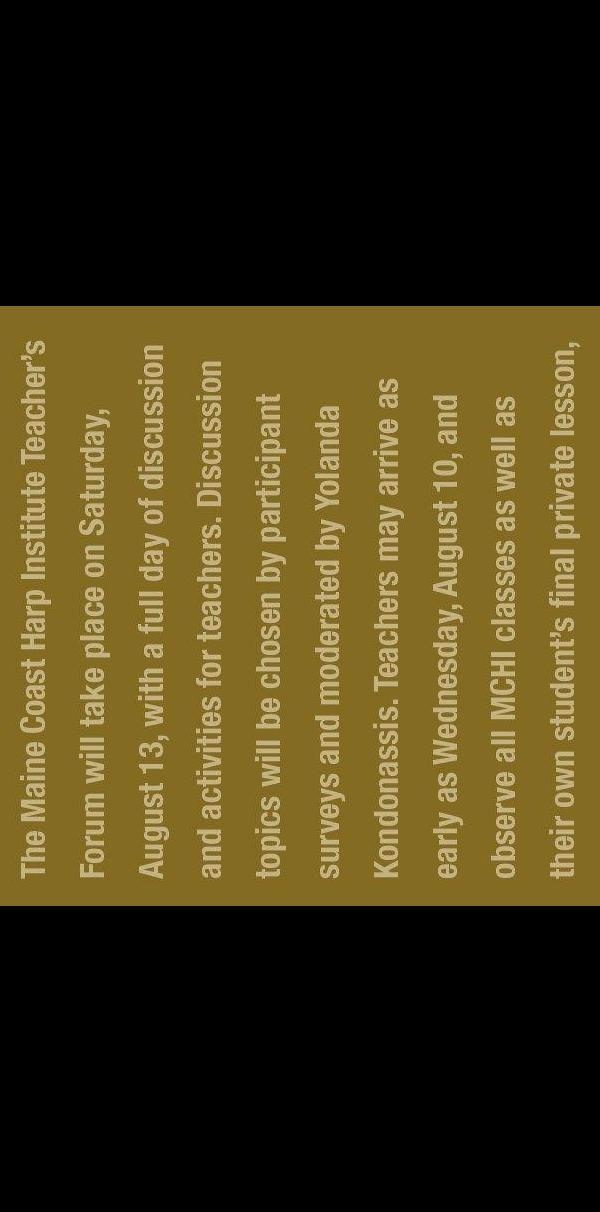 The Maine Coast Harp Institute Teacher's
Forum will take place on Saturday,
August 13, with a full day of discussion
and activities for teachers. Discussion
topics will be chosen by participant
surveys and moderated by Yolanda
Kondonassis. Teachers may arrive as
early as Wednesday, August 10, and
observe all MCHI classes as well as
their own student's final private lesson,